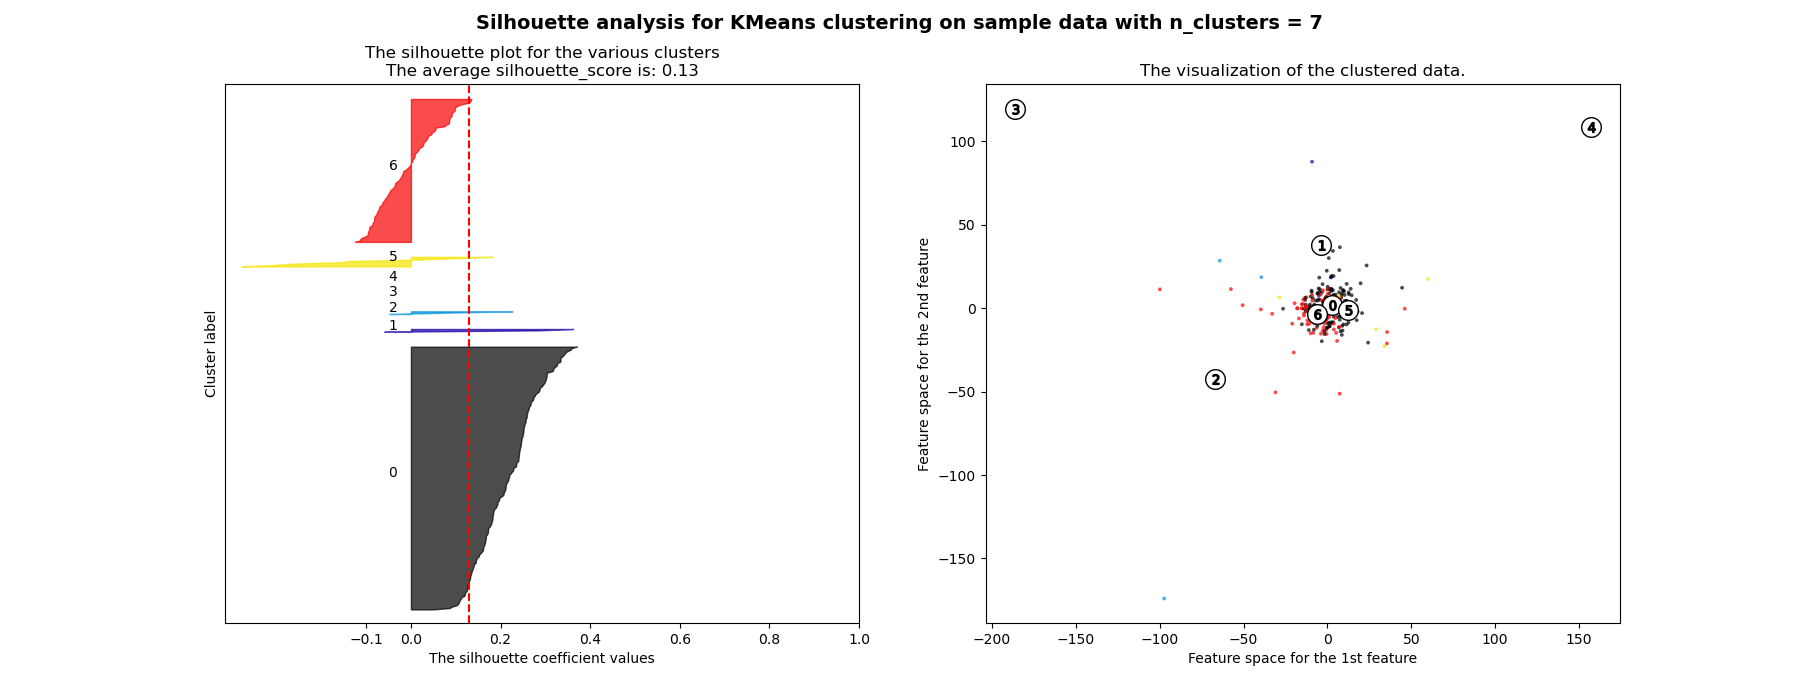 Silhouette analysis for KMeans clustering on sample data with n_clusters = 7
The silhouette plot for the various clusters
The average silhouette_score is: 0.13
6
5
4
3
2
1
0
Cluster label
−0.1 0.0 0.2 0.4 0.6 0.8 1.0
The silhouette coefficient values
The visualization of the clustered data.
3
4
1
0
6
5
2
100
50
0
−50
−100
−150
Feature space for the 2nd feature
−200 −150 −100 −50 0 50 100 150
Feature space for the 1st feature